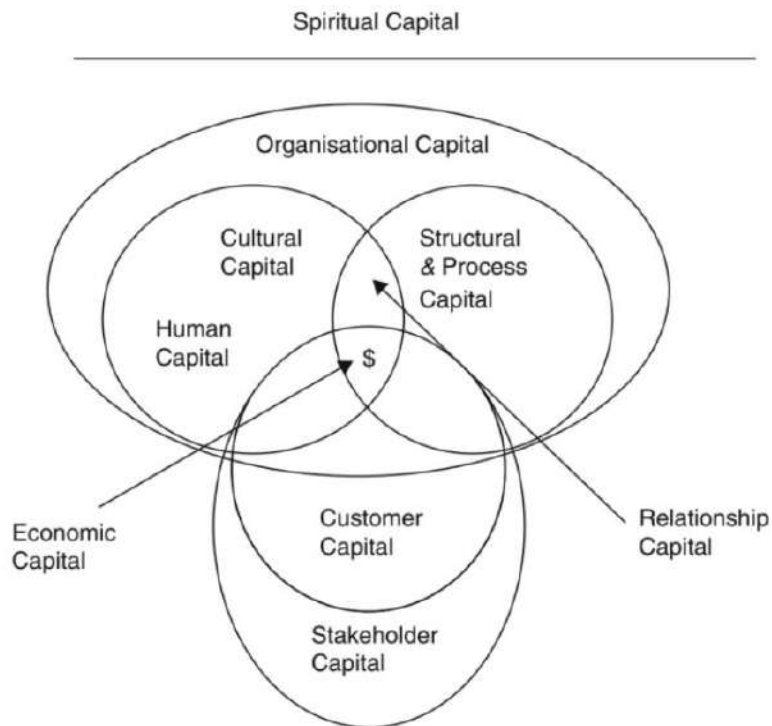 Spiritual Capital
Organisational Capital
Cultural
Capital
Structural
& Process
Capital
Human
Capital
$
Economic
Capital
Customer
Capital
Relationship
Capital
Stakeholder
Capital